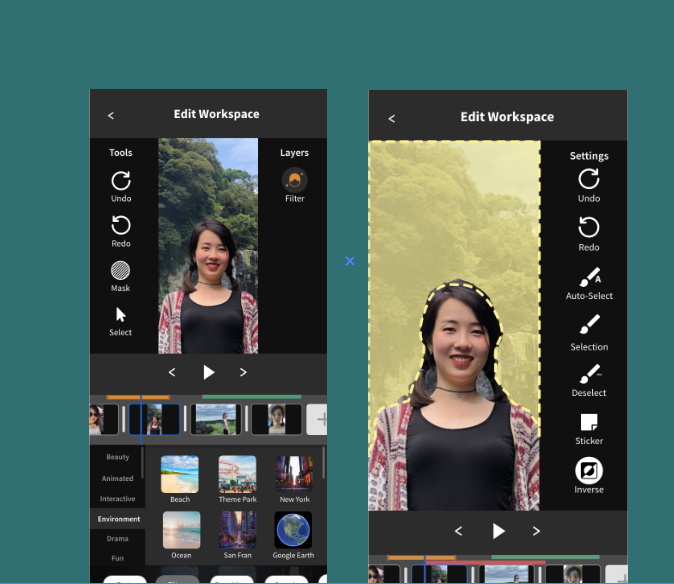 Edit Workspace
Tools
Layers
Undo
Filter
Redo
Mask
Select
Beauty
Animated
Interactive
Environment
Drama
Fun
Beach
Theme Park
New York
Ocean
San Fran
Google Earth
Edit Workspace
Settings
Undo
Redo
A
Auto-Select
Selection
Deselect
Sticker
Inverse